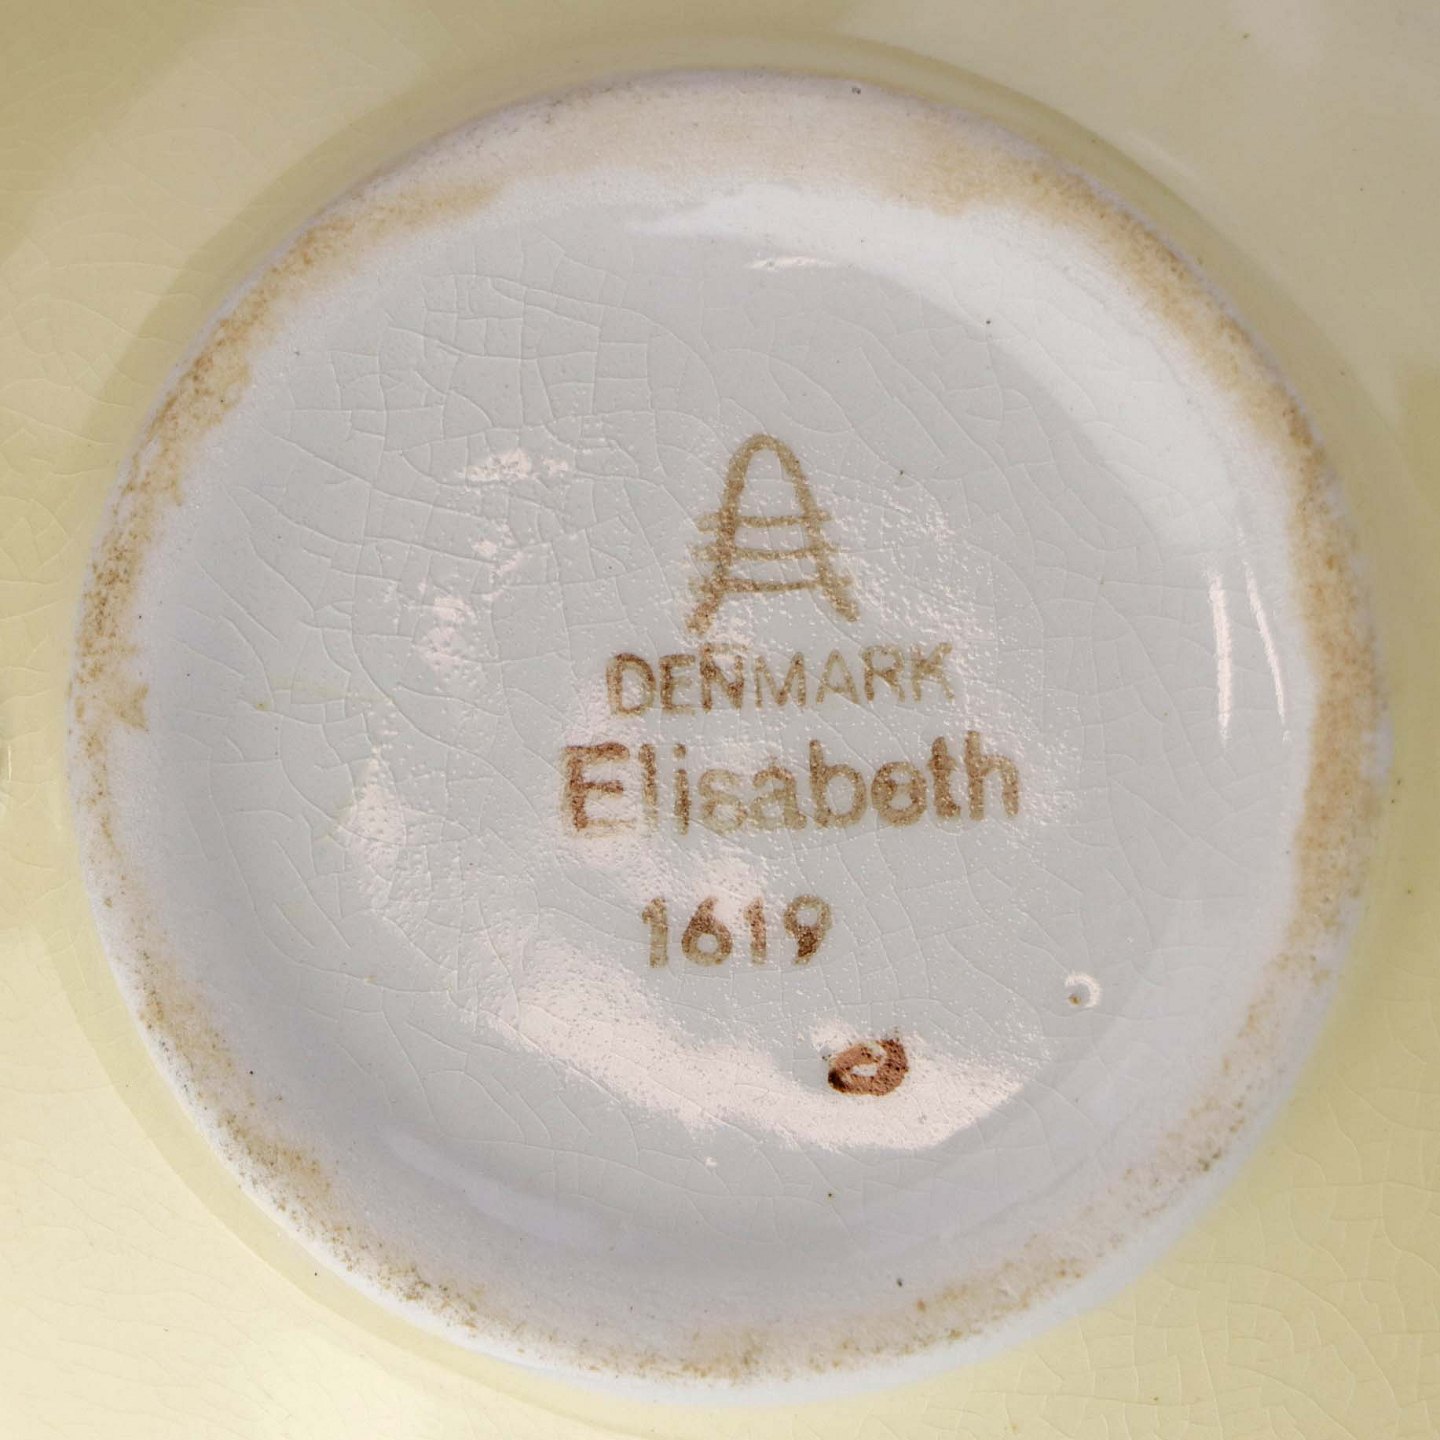 A
DENMARK
Elisabeth
1619